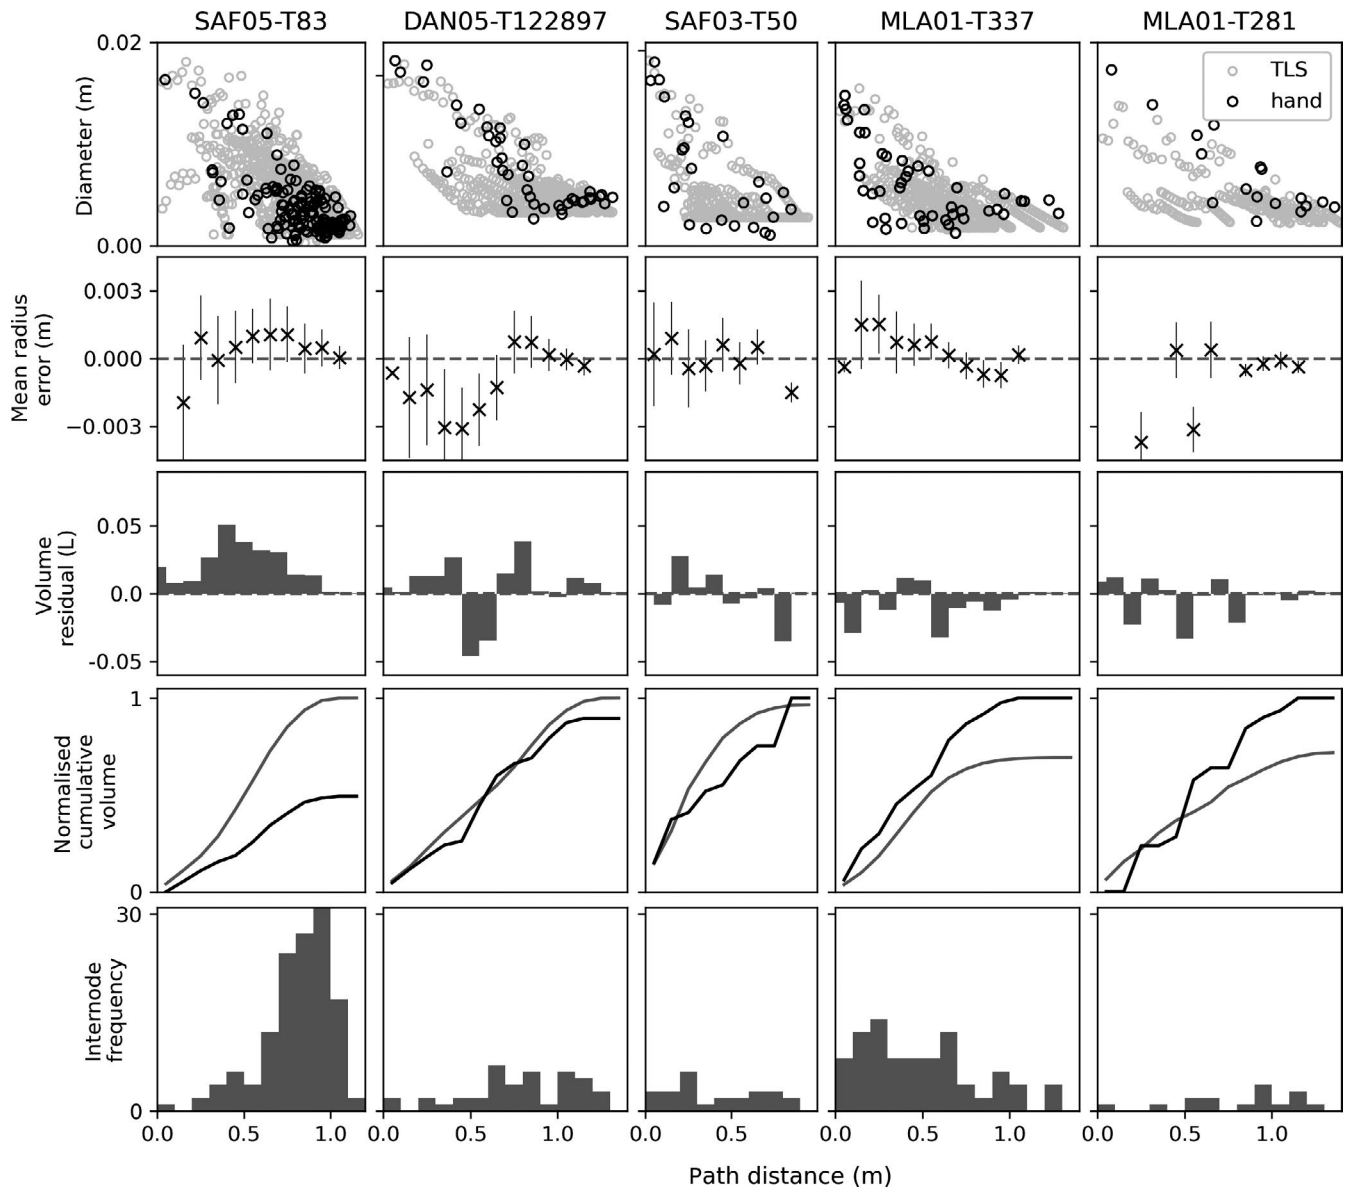 SAF05-T83 DAN05-T122897 SAF03-T50 MLA01-T337 MLA01-T281
0.02
Diameter (m)
0.00
TLS
hand
0.003
Mean radius
error (m)
0.000
−0.003
0.05
Volume
residual (L)
0.0
-0.05
1
Normalised
cumulative
volume
0
30
Internode
frequency
0
0.0 0.5 1.0 0.0 0.5 1.0 0.0 0.5 0.0 0.5 1.0 0.0 0.5 1.0
Path distance (m)